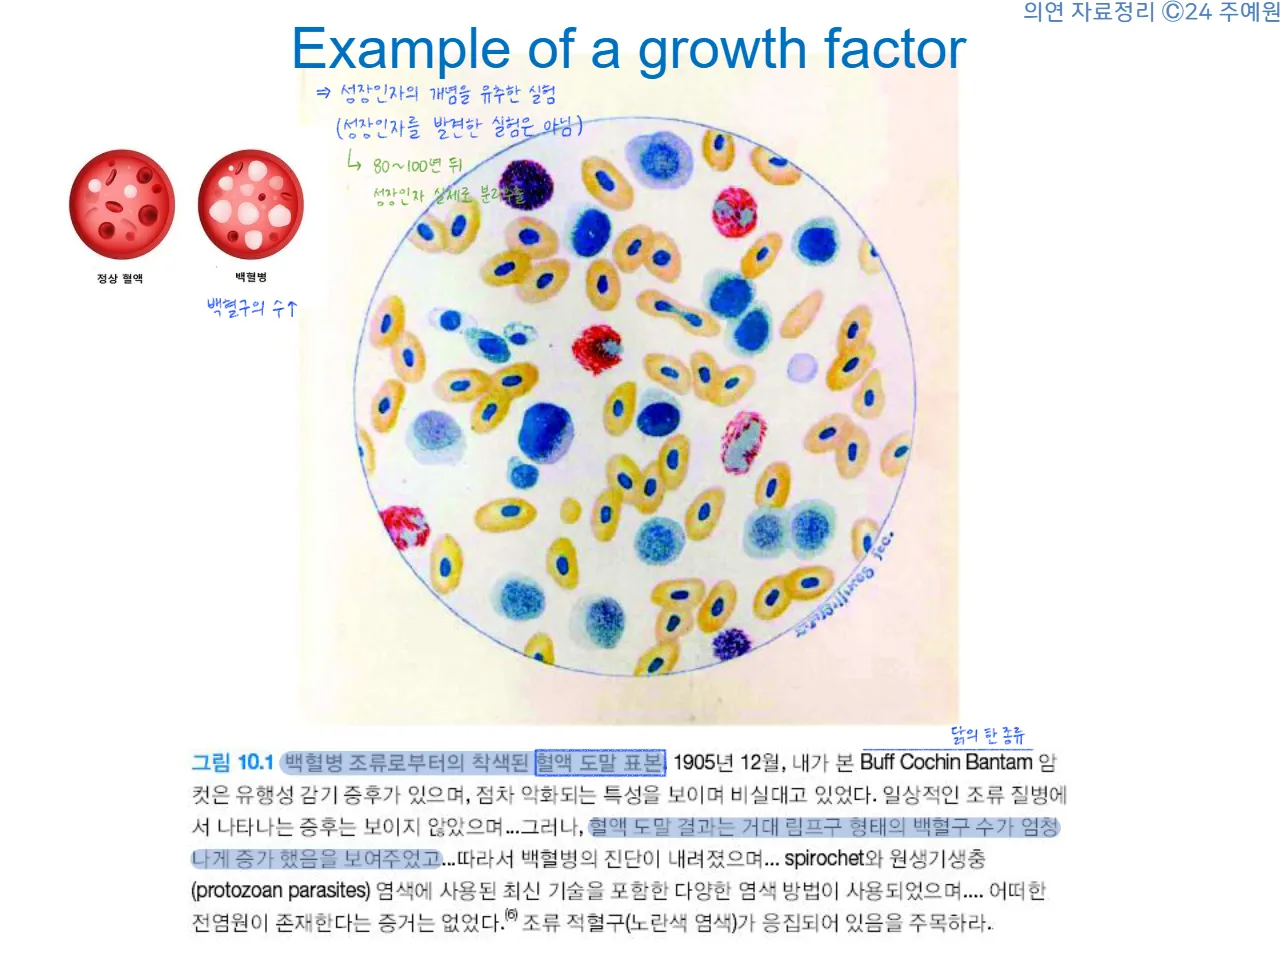 의연 자료정리 ©24 주예원
Example of a growth factor
⇒ 성장인자의 개념을 유추한 실험
(성장인자를 발견한 실험은 아님)
↳ 80~100년 뒤
성장인자 실제로 분리추출
정상 혈액
백혈병
백혈구의 수↑
닭의 한 종류
그림 10.1 백혈병 조류로부터의 착색된 혈액 도말 표본. 1905년 12월, 내가 본 Buff Cochin Bantam 암
컷은 유행성 감기 증후가 있으며, 점차 악화되는 특성을 보이며 비실대고 있었다. 일상적인 조류 질병에
서 나타나는 증후는 보이지 않았으며...그러나, 혈액 도말 결과는 거대 림프구 형태의 백혈구 수가 엄청
나게 증가 했음을 보여주었고...따라서 백혈병의 진단이 내려졌으며... spirochet와 원생기생충
(protozoan parasites) 염색에 사용된 최신 기술을 포함한 다양한 염색 방법이 사용되었으며.... 어떠한
전염원이 존재한다는 증거는 없었다.(6) 조류 적혈구(노란색 염색)가 응집되어 있음을 주목하라.